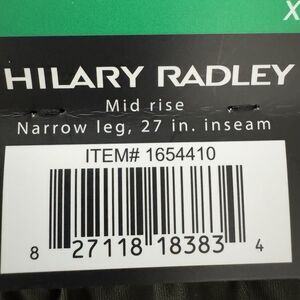 X
HILARY RADLEY
Mid rise
Narrow leg, 27 in. inseam
ITEM# 1654410
8 27118 18383 4